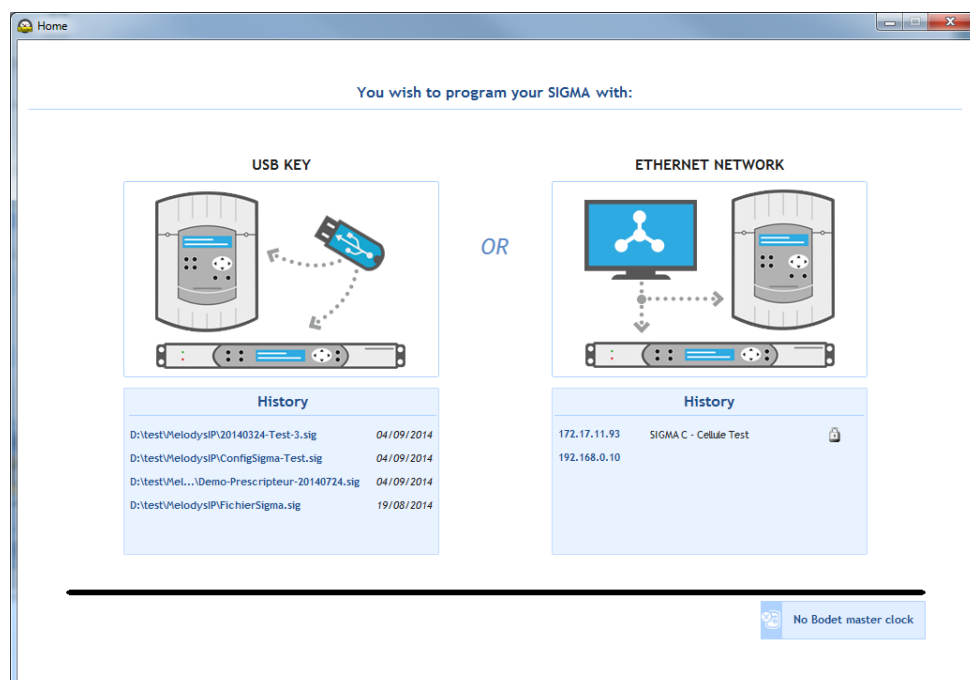 Home
You wish to program your SIGMA with:
USB KEY
OR
ETHERNET NETWORK
History
D:\test\MelodysIP\20140324-Test-3.sig 04/09/2014
D:\test\MelodysIP\ConfigSigma-Test.sig 04/09/2014
D:\test\Mel...\Demo-Prescripteur-20140724.sig 04/09/2014
D:\test\MelodysIP\FichierSigma.sig 19/08/2014
History
172.17.11.93 SIGMA C - Cellule Test
192.168.0.10
No Bodet master clock